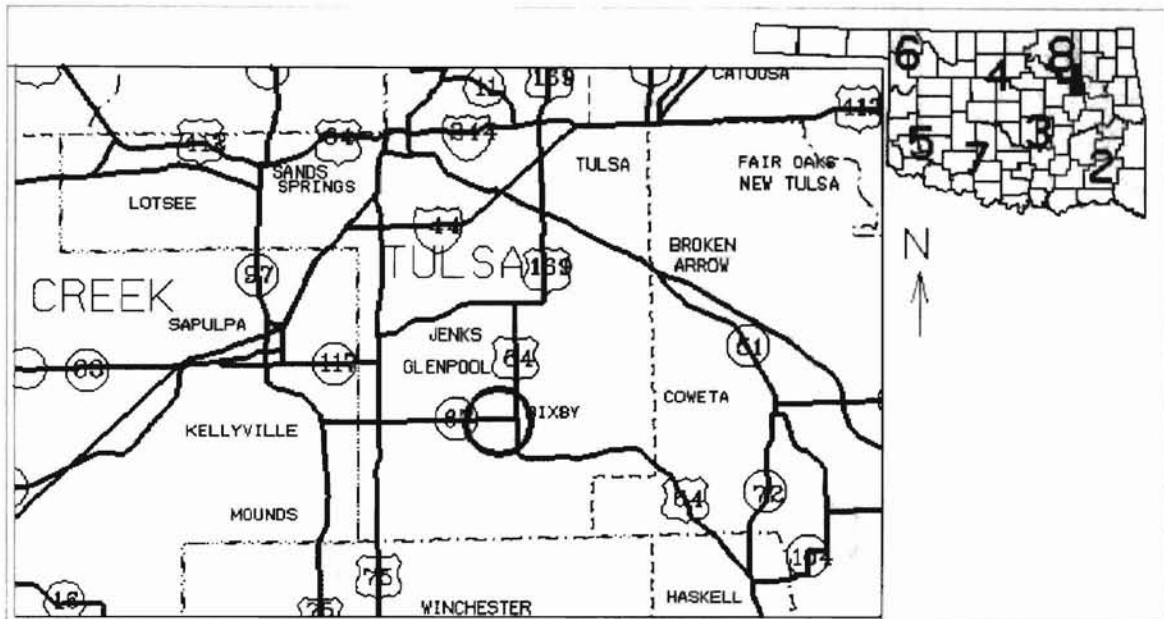 169
CATOOSA
11
6
8
4
412
64
244
412
SANDS
SPRINGS
TULSA
FAIR OAKS
NEW TULSA
5
7
3
2
LOTSEE
44
N
97
TULSA
169
BROKEN
ARROW
CREEK
SAPULPA
JENKS
117
GLENPOOL
64
51
66
COWETA
BIXBY
67
KELLYVILLE
64
72
MOUNDS
104
75
16
75
WINCHESTER
HASKELL